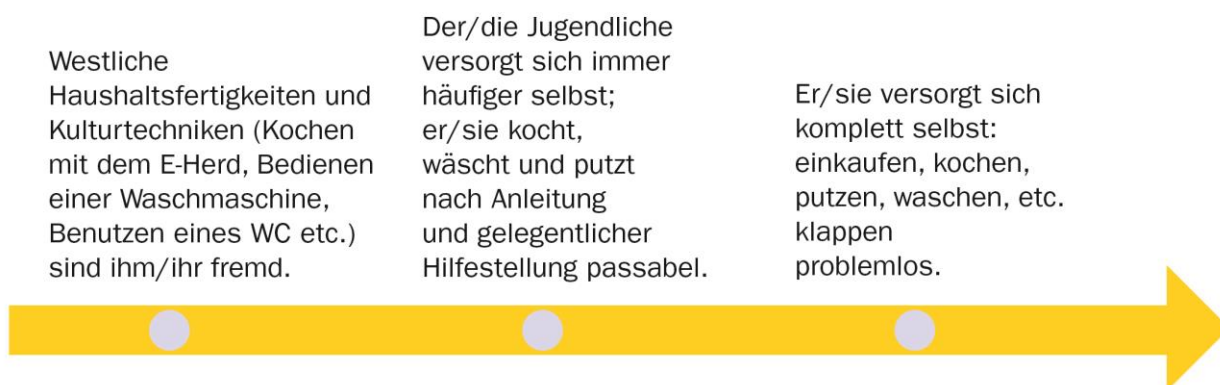 Westliche
Haushaltsfertigkeiten und
Kulturtechniken (Kochen
mit dem E-Herd, Bedienen
einer Waschmaschine,
Benutzen eines WC etc.)
sind ihm/ihr fremd.
Der/die Jugendliche
versorgt sich immer
häufiger selbst;
er/sie kocht,
wäscht und putzt
nach Anleitung
und gelegentlicher
Hilfestellung passabel.
Er/sie versorgt sich
komplett selbst:
einkaufen, kochen,
putzen, waschen, etc.
klappen
problemlos.